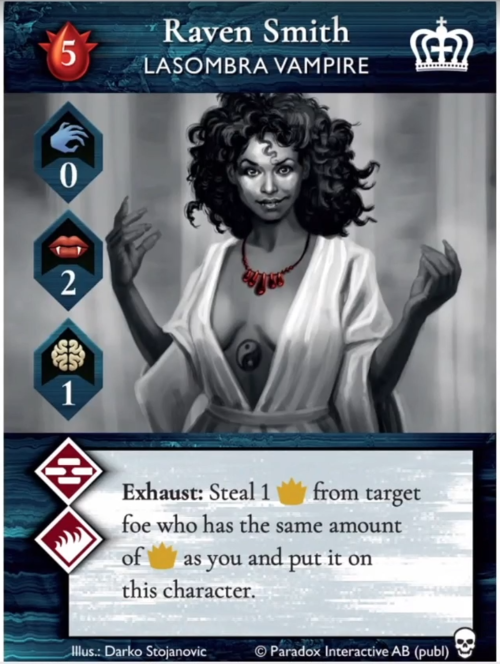 Raven Smith
5
LASOMBRA VAMPIRE
0
2
1
Exhaust: Steal 1 from target
foe who has the same amount
of as you and put it on
this character.
Illus.: Darko Stojanovic © Paradox Interactive AB (publ)